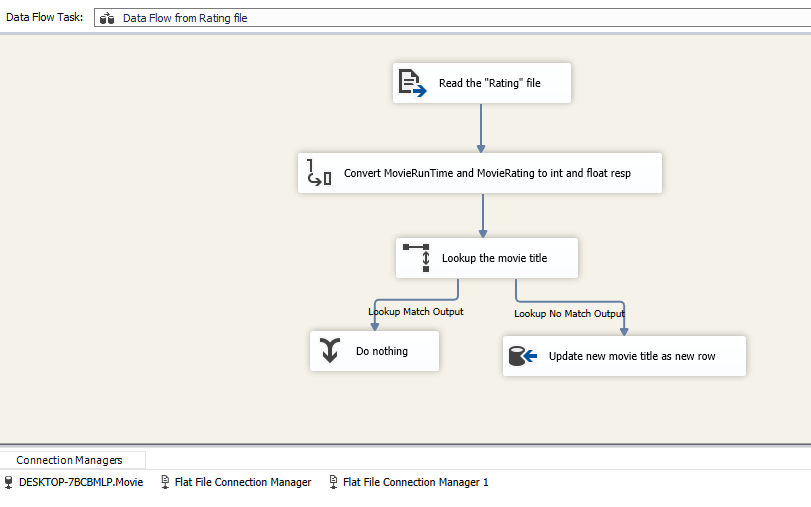 Data Flow Task: Data Flow from Rating file
Read the "Rating" file
Convert MovieRunTime and MovieRating to int and float resp
Lookup the movie title
Lookup Match Output Lookup No Match Output
Do nothing
Update new movie title as new row
Connection Managers
DESKTOP-7BCBMLP.Movie Flat File Connection Manager Flat File Connection Manager 1